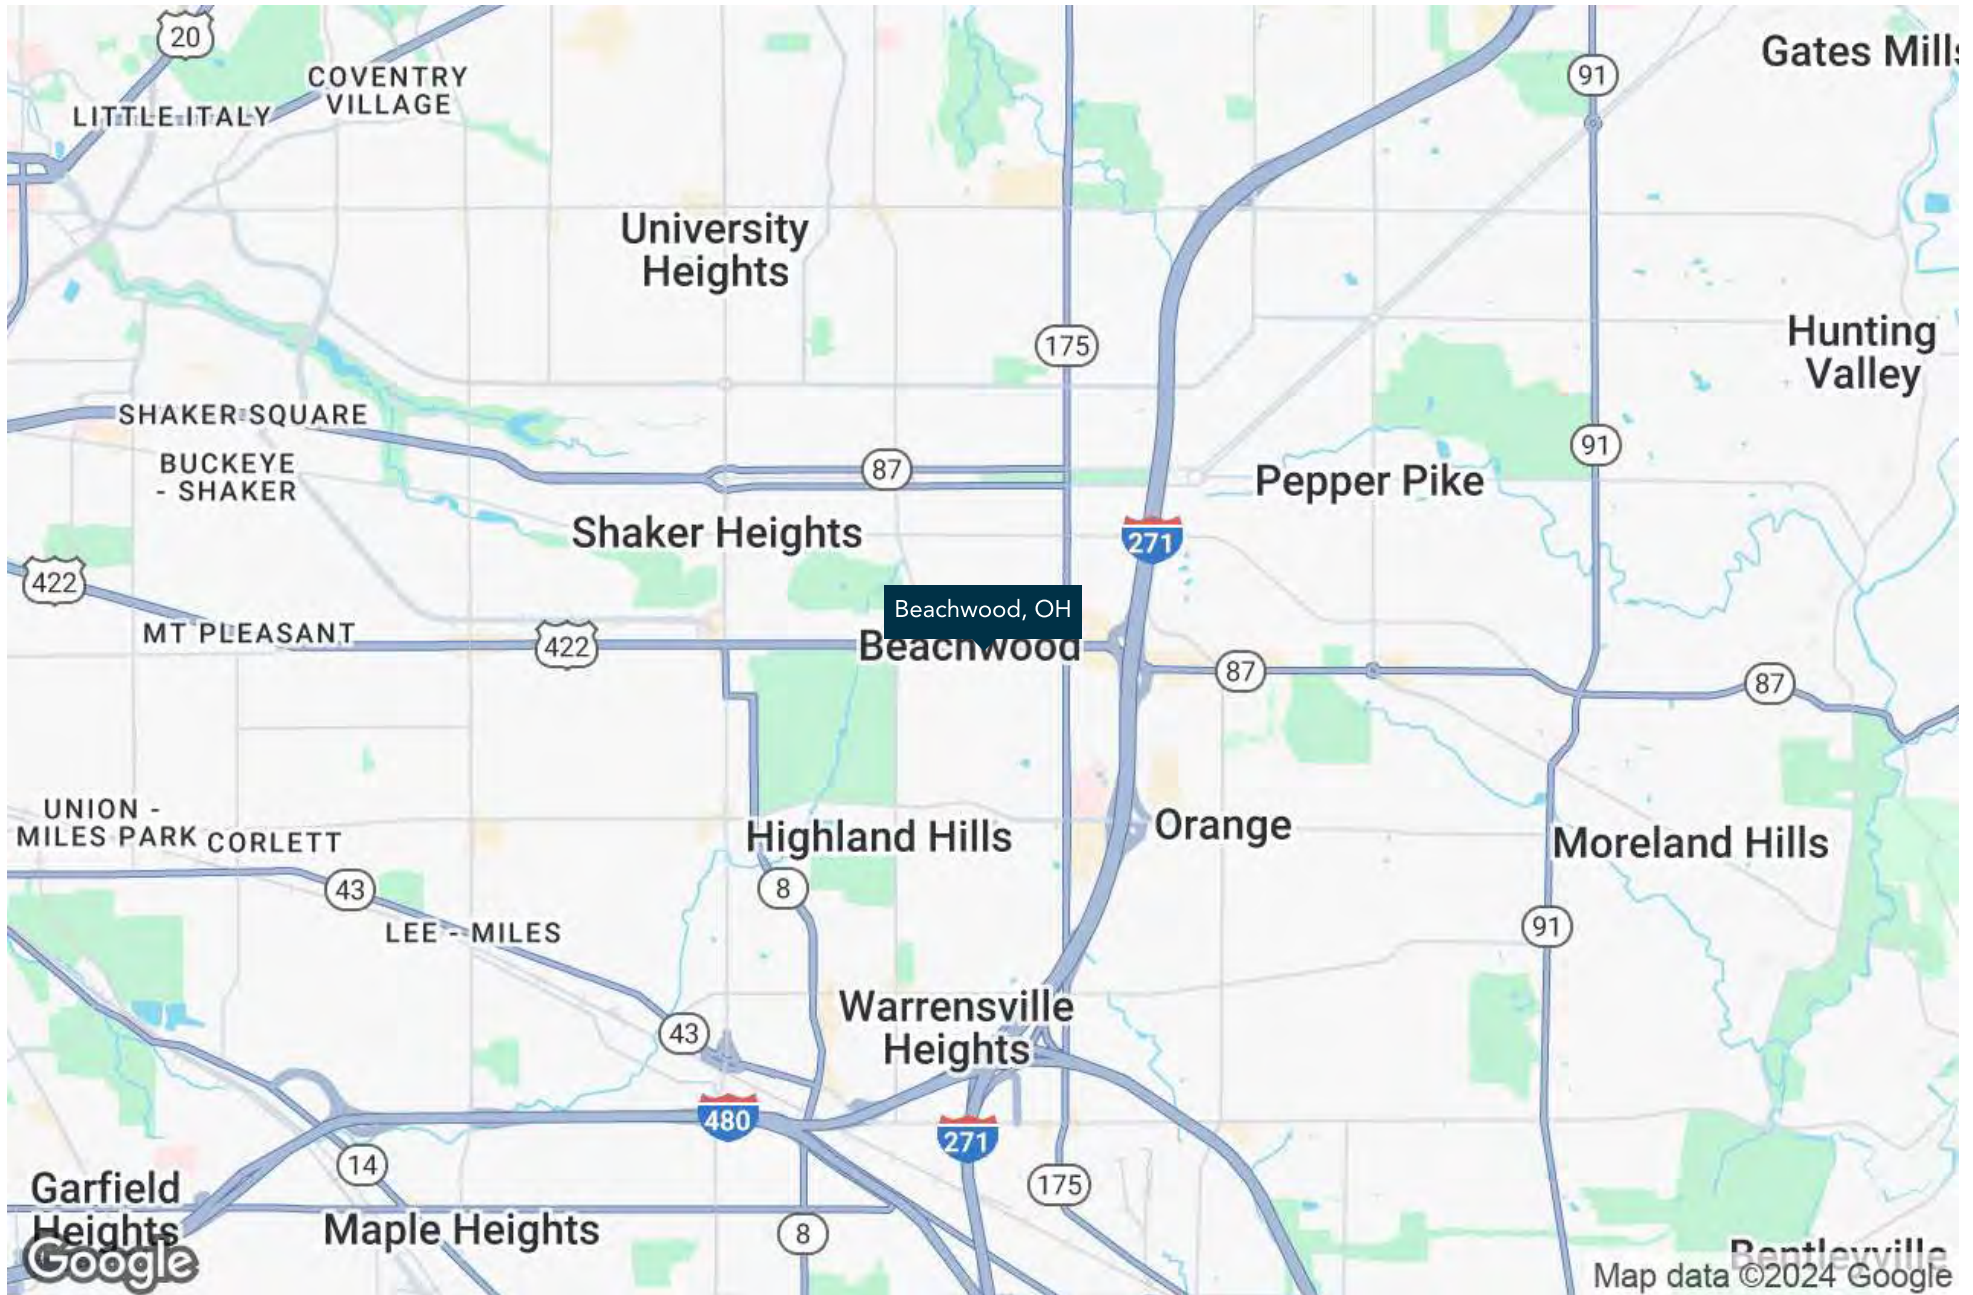 20
COVENTRY
VILLAGE
LITTLE ITALY
91
Gates Mills
University
Heights
175
Hunting
Valley
SHAKER SQUARE
BUCKEYE
- SHAKER
87
91
Pepper Pike
Shaker Heights
271
422
Beachwood, OH
MT PLEASANT
422
Beachwood
87
87
UNION -
MILES PARK
CORLETT
Highland Hills
Orange
Moreland Hills
43
8
LEE - MILES
91
Warrensville
Heights
43
480
271
14
175
Garfield
Heights
Maple Heights
8
Bentleyville
Google
Map data ©2024 Google